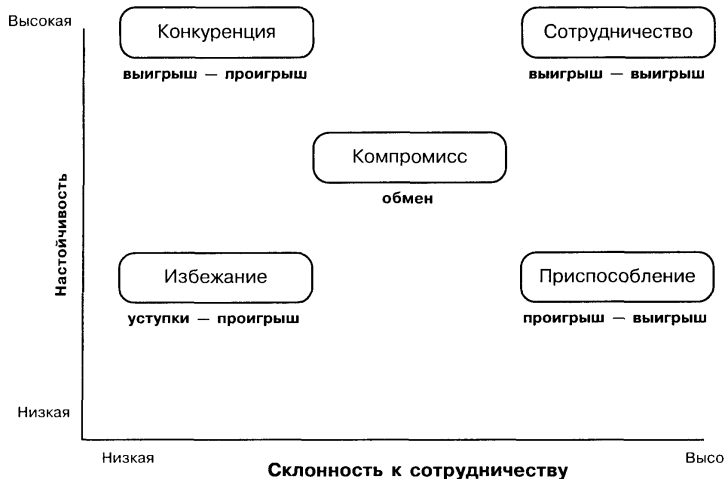 Высокая
Конкуренция
Сотрудничество
выигрыш — проигрыш
выигрыш — выигрыш
Компромисс
обмен
Настойчивость
Избежание
Приспособление
уступки — проигрыш
проигрыш — выигрыш
Низкая
Низкая
Высо
Склонность к сотрудничеству